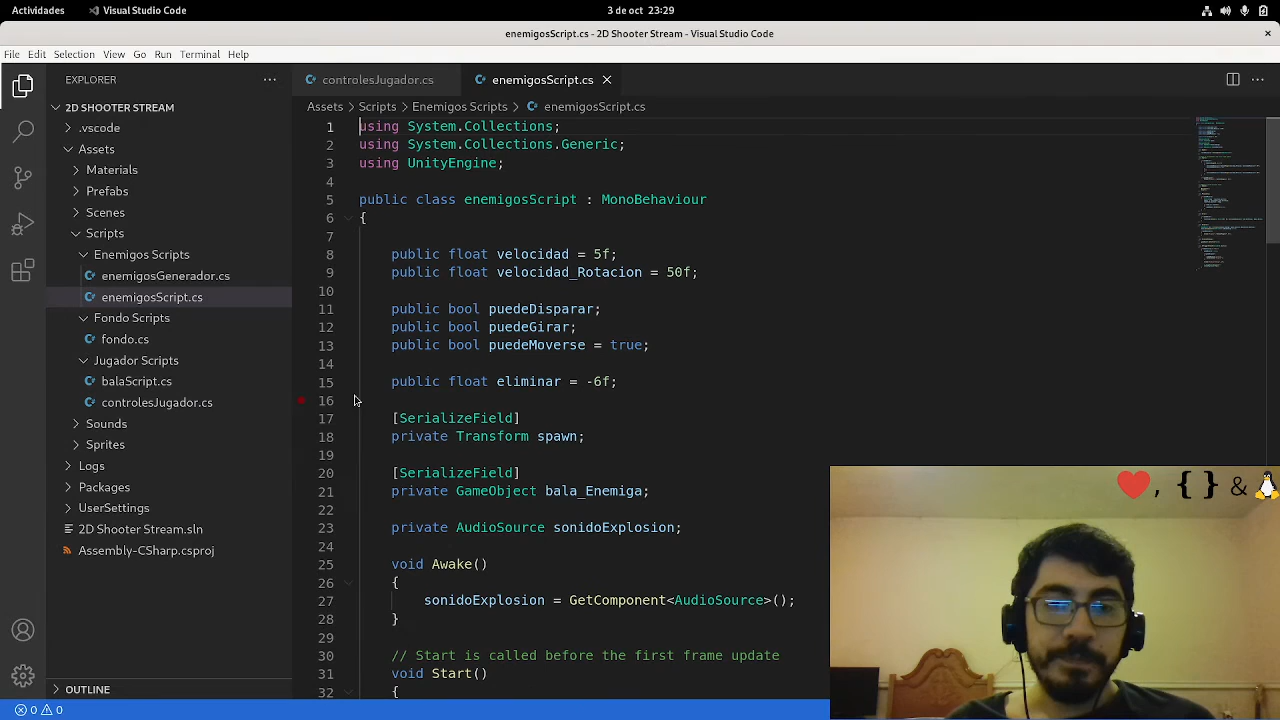 Actividades
Visual Studio Code
3 de oct 23:29
enemigosScript.cs - 2D Shooter Stream - Visual Studio Code
File Edit Selection View Go Run Terminal Help
EXPLORER
2D SHOOTER STREAM
.vscode
Assets
Materials
Prefabs
Scenes
Scripts
Enemigos Scripts
enemigosGenerador.cs
enemigosScript.cs
Fondo Scripts
fondo.cs
Jugador Scripts
balaScript.cs
controlesJugador.cs
Sounds
Sprites
Logs
Packages
UserSettings
2D Shooter Stream.sln
Assembly-CSharp.csproj
OUTLINE
0 0
controlesJugador.cs
enemigosScript.cs
Assets > Scripts > Enemigos Scripts > enemigosScript.cs
1 using System.Collections;
2 using System.Collections.Generic;
3 using UnityEngine;
4
5 public class enemigosScript : MonoBehaviour
6 {
7
8 public float velocidad = 5f;
9 public float velocidad_Rotacion = 50f;
10
11 public bool puedeDisparar;
12 public bool puedeGirar;
13 public bool puedeMoverse = true;
14
15 public float eliminar = -6f;
16
17 [SerializeField]
18 private Transform spawn;
19
20 [SerializeField]
21 private GameObject bala_Enemiga;
22
23 private AudioSource sonidoExplosion;
24
25 void Awake()
26 {
27 sonidoExplosion = GetComponent<AudioSource>();
28 }
29
30 // Start is called before the first frame update
31 void Start()
32 {
, { } &